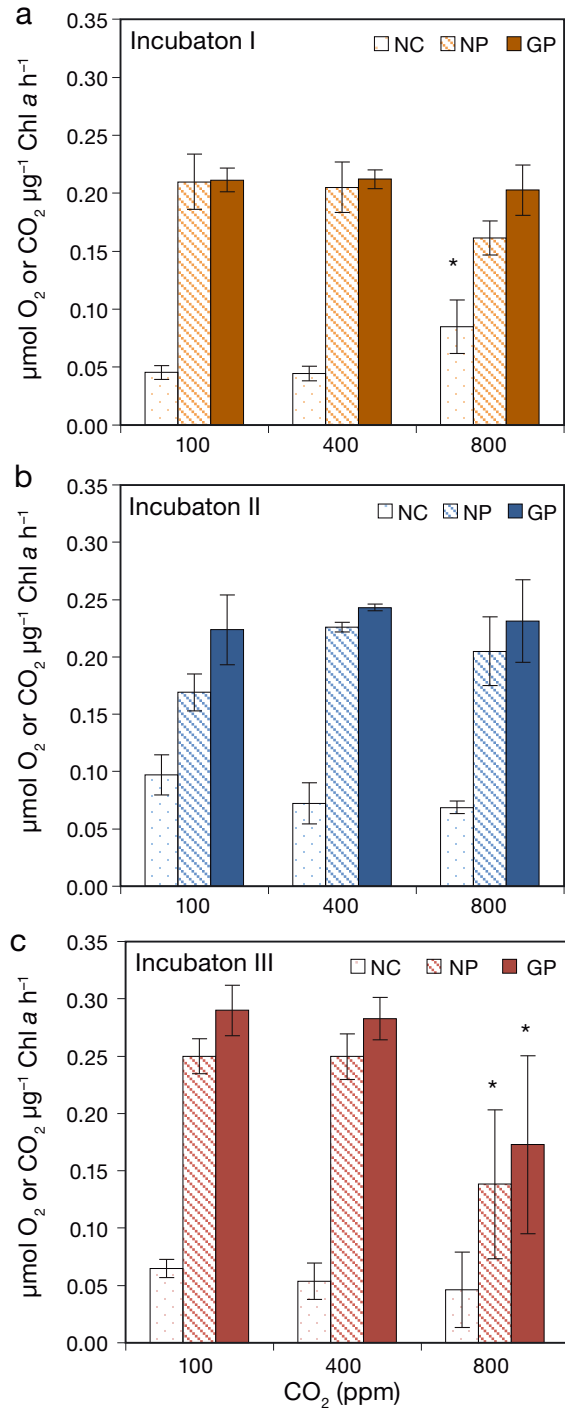 a
Incubaton I
NC NP GP
0.35
0.30
0.25
0.20
0.15
0.10
0.05
0.00
*
µmol O₂ or CO₂ µg⁻¹ Chl a h⁻¹
100 400 800
b
Incubaton II
NC NP GP
0.35
0.30
0.25
0.20
0.15
0.10
0.05
0.00
µmol O₂ or CO₂ µg⁻¹ Chl a h⁻¹
100 400 800
c
Incubaton III
NC NP GP
0.35
0.30
0.25
0.20
0.15
0.10
0.05
0.00
* *
µmol O₂ or CO₂ µg⁻¹ Chl a h⁻¹
100 400 800
CO₂ (ppm)